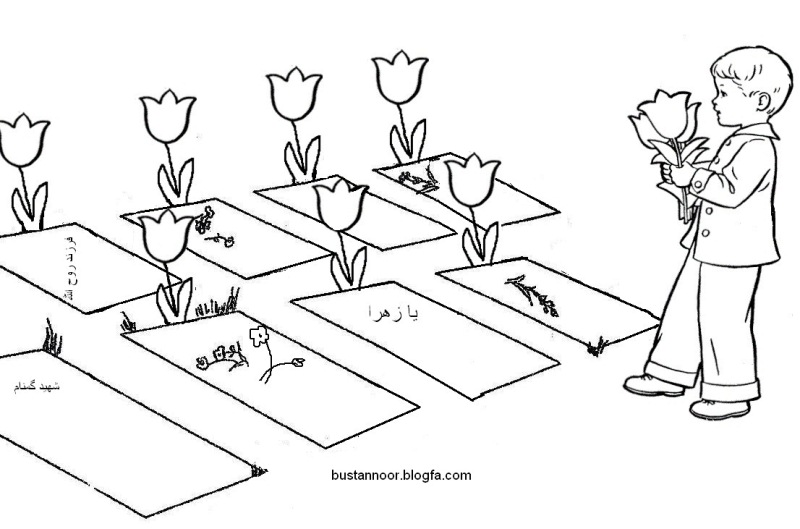 فرزند روح الله
یا زهرا
شهید گمنام
bustannoor.blogfa.com